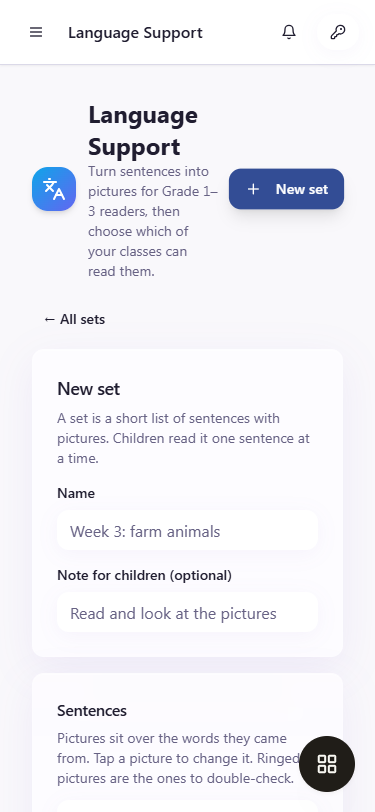 Language Support
Language
Support
Turn sentences into
pictures for Grade 1–
3 readers, then
choose which of
your classes can
read them.
+ New set
← All sets
New set
A set is a short list of sentences with
pictures. Children read it one sentence at
a time.
Name
Week 3: farm animals
Note for children (optional)
Read and look at the pictures
Sentences
Pictures sit over the words they came
from. Tap a picture to change it. Ringed
pictures are the ones to double-check.